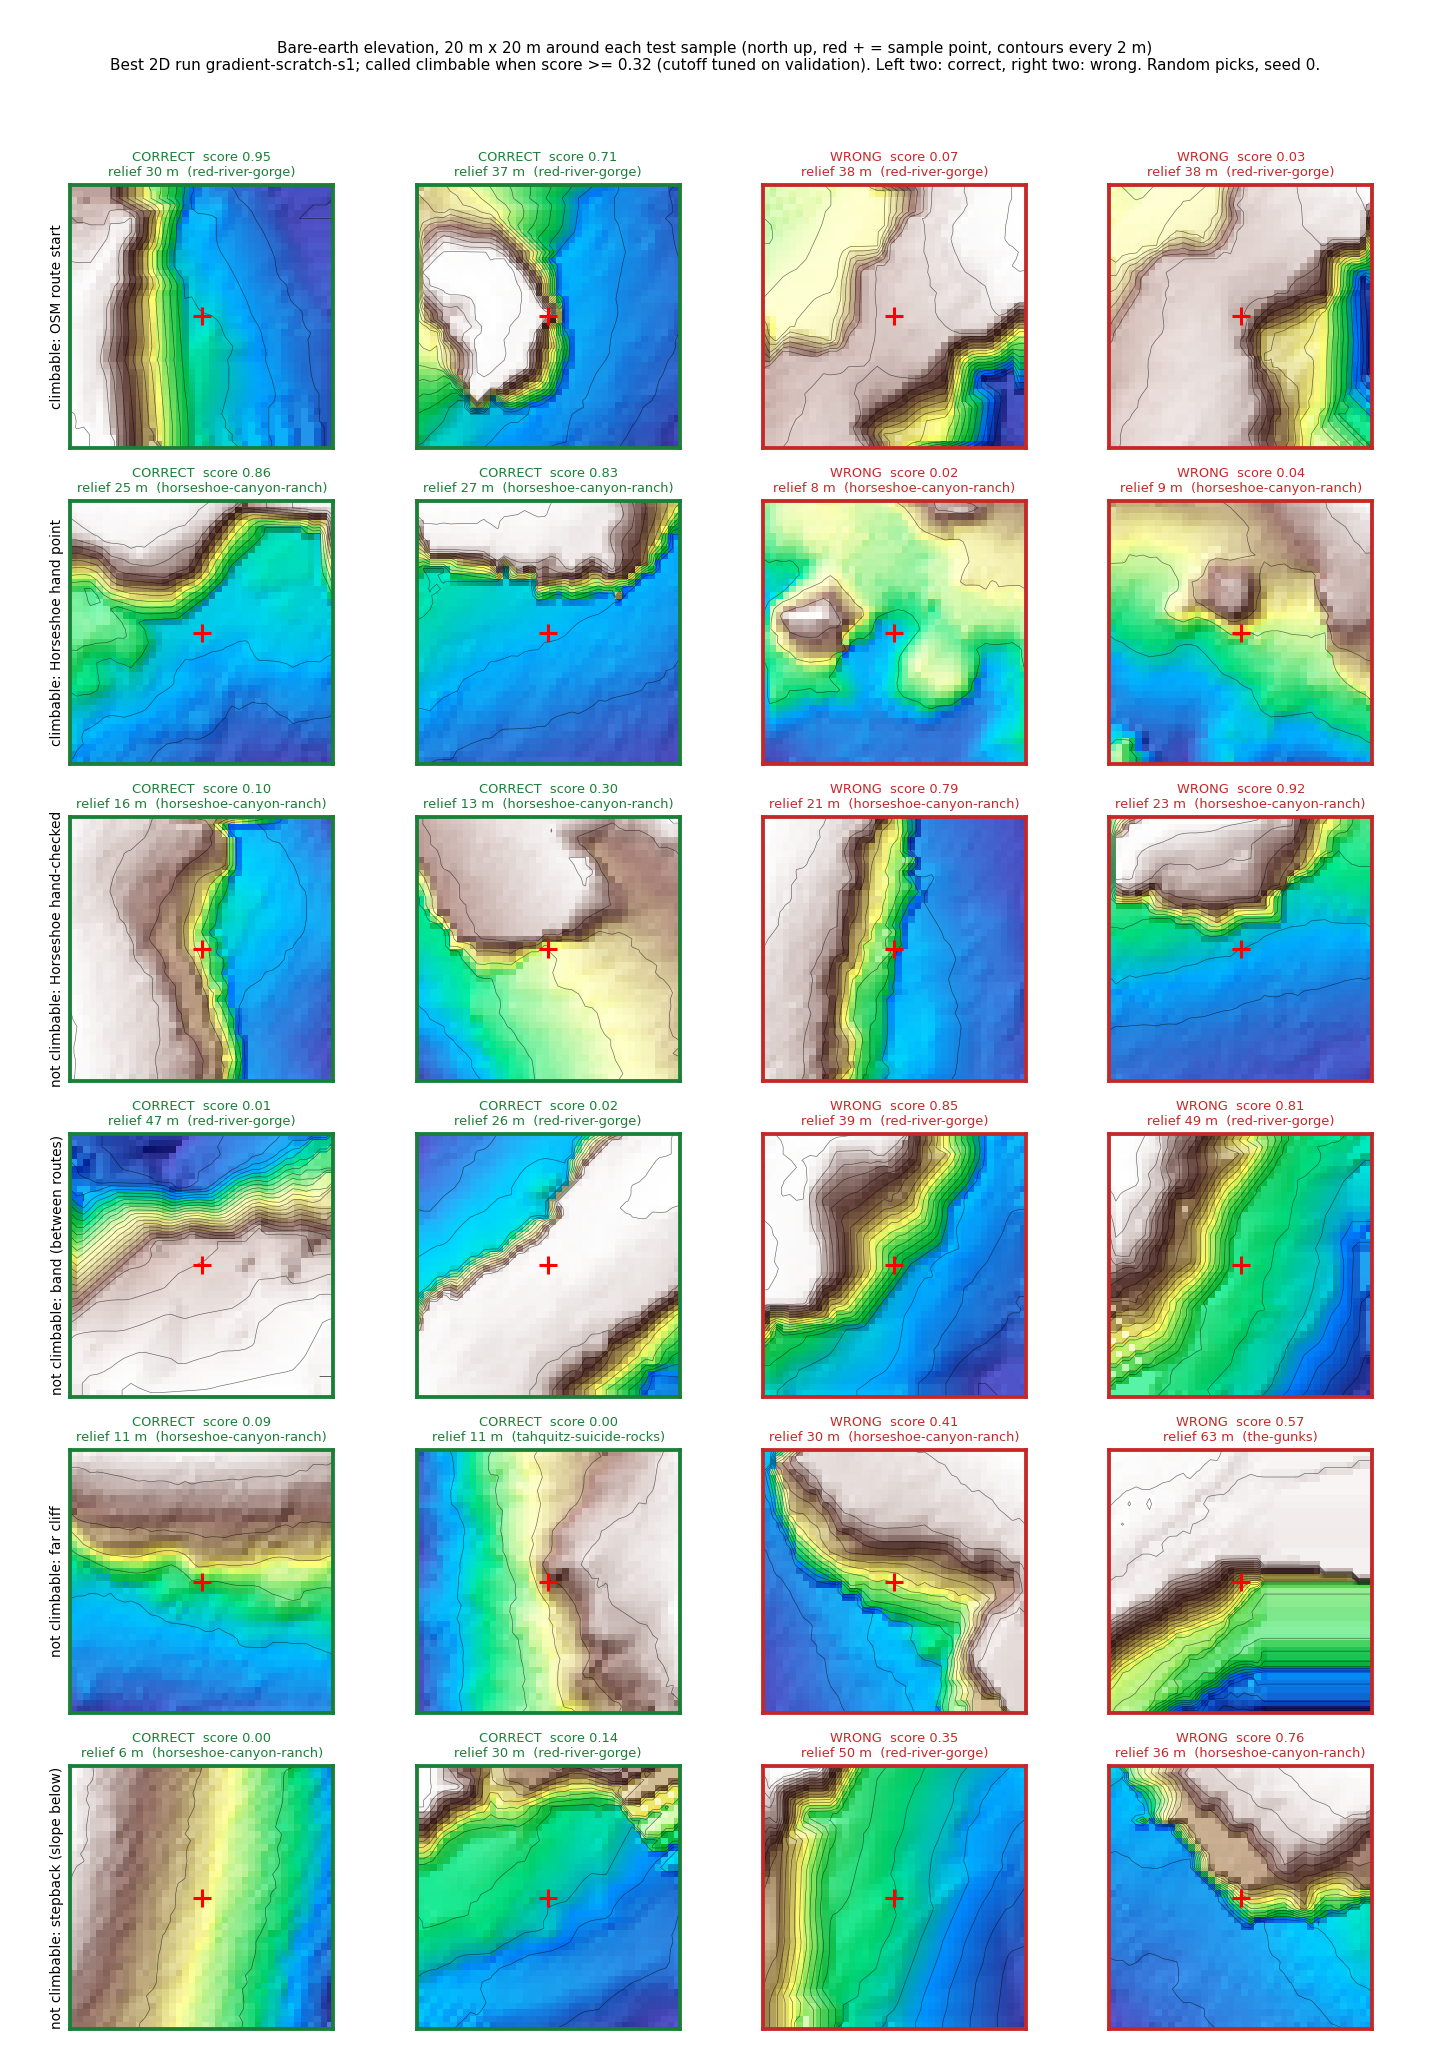 Bare-earth elevation, 20 m x 20 m around each test sample (north up, red + = sample point, contours every 2 m)
Best 2D run gradient-scratch-s1; called climbable when score >= 0.32 (cutoff tuned on validation). Left two: correct, right two: wrong. Random picks, seed 0.
climbable: OSM route start
CORRECT  score 0.95
relief 30 m  (red-river-gorge)
CORRECT  score 0.71
relief 37 m  (red-river-gorge)
WRONG  score 0.07
relief 38 m  (red-river-gorge)
WRONG  score 0.03
relief 38 m  (red-river-gorge)
climbable: Horseshoe hand point
CORRECT  score 0.86
relief 25 m  (horseshoe-canyon-ranch)
CORRECT  score 0.83
relief 27 m  (horseshoe-canyon-ranch)
WRONG  score 0.02
relief 8 m  (horseshoe-canyon-ranch)
WRONG  score 0.04
relief 9 m  (horseshoe-canyon-ranch)
not climbable: Horseshoe hand-checked
CORRECT  score 0.10
relief 16 m  (horseshoe-canyon-ranch)
CORRECT  score 0.30
relief 13 m  (horseshoe-canyon-ranch)
WRONG  score 0.79
relief 21 m  (horseshoe-canyon-ranch)
WRONG  score 0.92
relief 23 m  (horseshoe-canyon-ranch)
not climbable: band (between routes)
CORRECT  score 0.01
relief 47 m  (red-river-gorge)
CORRECT  score 0.02
relief 26 m  (red-river-gorge)
WRONG  score 0.85
relief 39 m  (red-river-gorge)
WRONG  score 0.81
relief 49 m  (red-river-gorge)
not climbable: far cliff
CORRECT  score 0.09
relief 11 m  (horseshoe-canyon-ranch)
CORRECT  score 0.00
relief 11 m  (tahquitz-suicide-rocks)
WRONG  score 0.41
relief 30 m  (horseshoe-canyon-ranch)
WRONG  score 0.57
relief 63 m  (the-gunks)
not climbable: stepback (slope below)
CORRECT  score 0.00
relief 6 m  (horseshoe-canyon-ranch)
CORRECT  score 0.14
relief 30 m  (red-river-gorge)
WRONG  score 0.35
relief 50 m  (red-river-gorge)
WRONG  score 0.76
relief 36 m  (horseshoe-canyon-ranch)